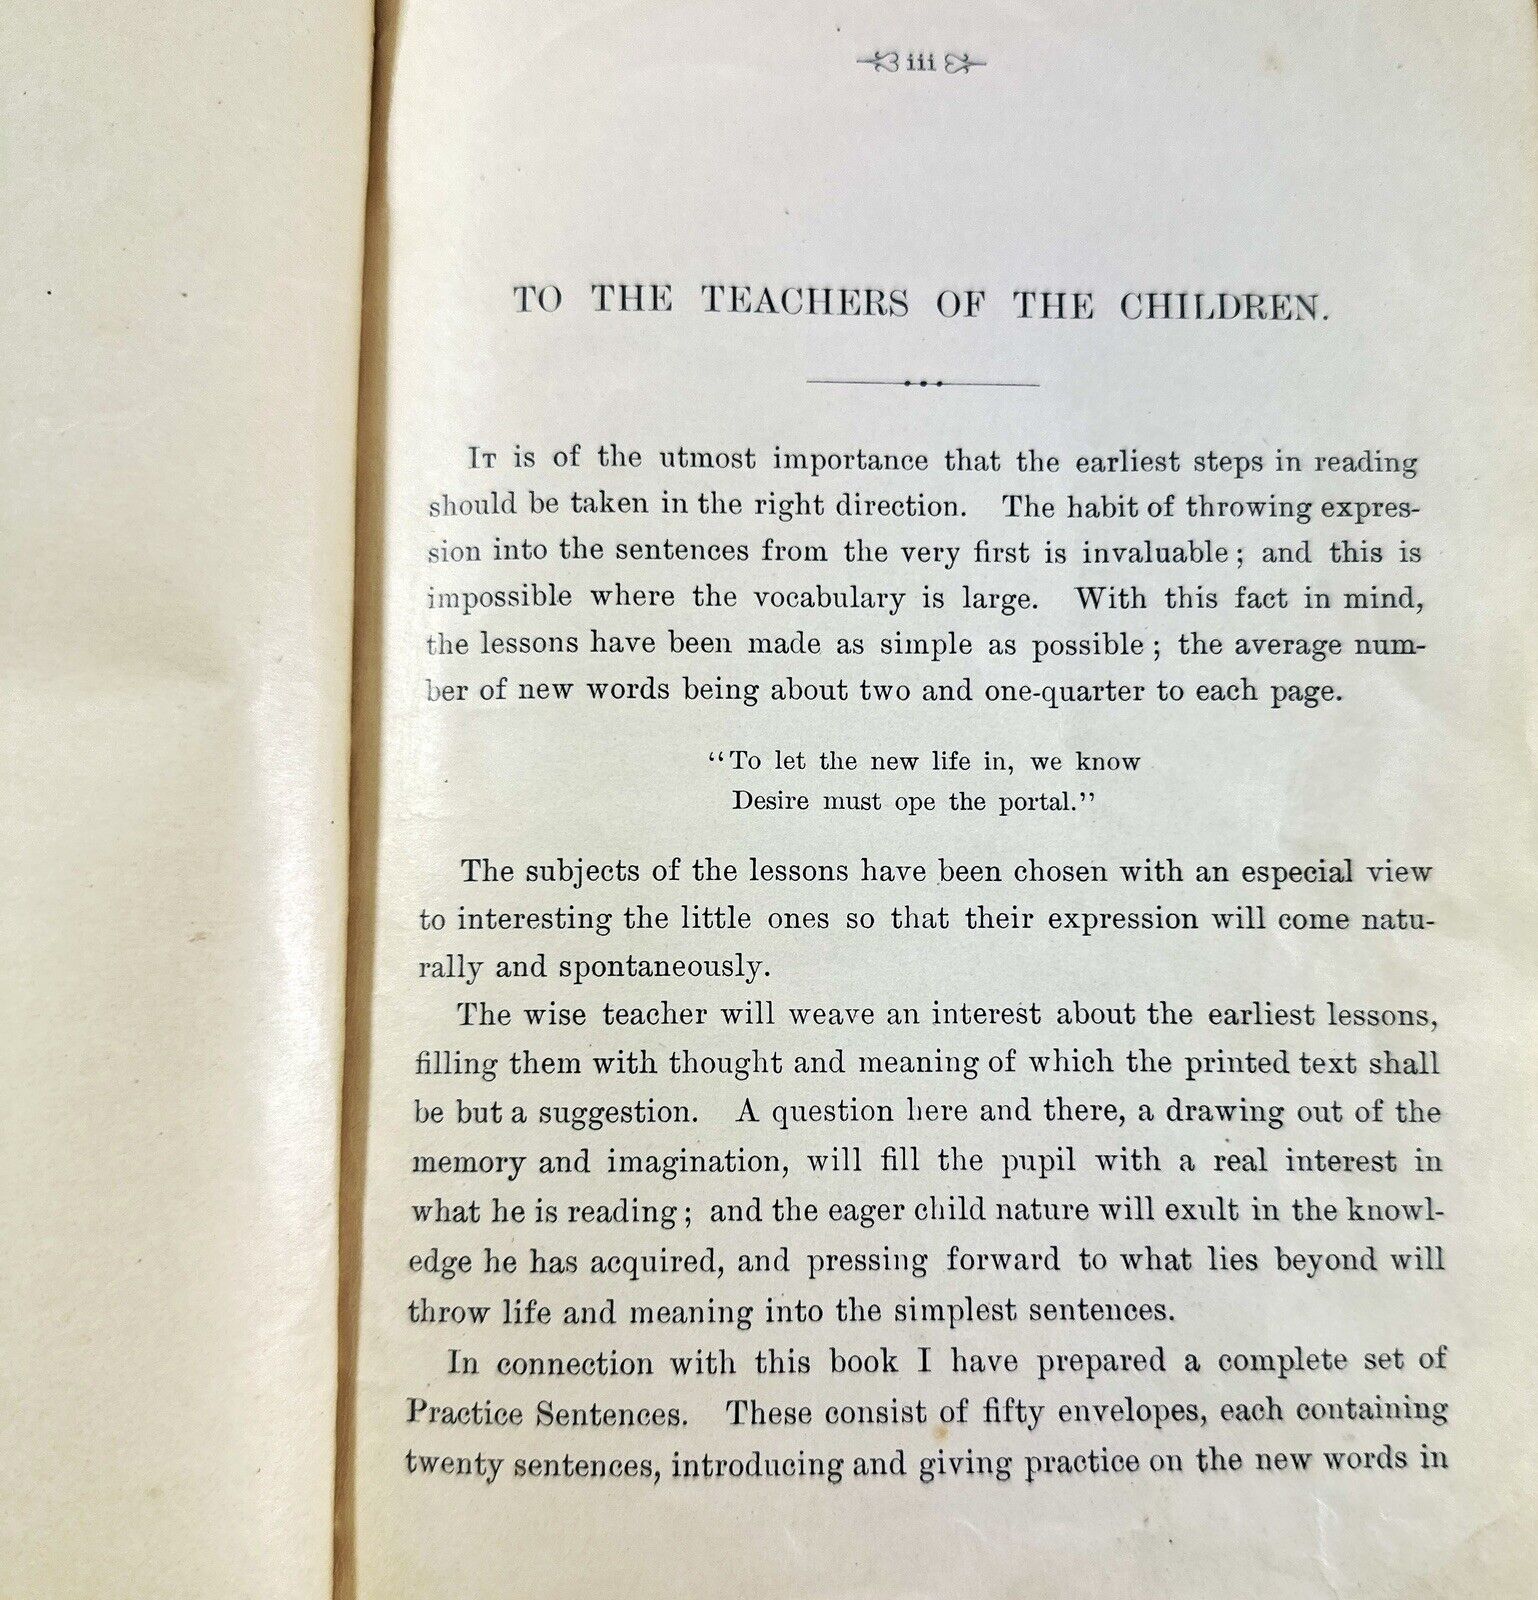 iii
TO THE TEACHERS OF THE CHILDREN.
IT is of the utmost importance that the earliest steps in reading
should be taken in the right direction. The habit of throwing expres-
sion into the sentences from the very first is invaluable; and this is
impossible where the vocabulary is large. With this fact in mind,
the lessons have been made as simple as possible; the average num-
ber of new words being about two and one-quarter to each page.
"To let the new life in, we know
Desire must ope the portal."
The subjects of the lessons have been chosen with an especial view
to interesting the little ones so that their expression will come natu-
rally and spontaneously.
The wise teacher will weave an interest about the earliest lessons,
filling them with thought and meaning of which the printed text shall
be but a suggestion. A question here and there, a drawing out of the
memory and imagination, will fill the pupil with a real interest in
what he is reading; and the eager child nature will exult in the knowl-
edge he has acquired, and pressing forward to what lies beyond will
throw life and meaning into the simplest sentences.
In connection with this book I have prepared a complete set of
Practice Sentences. These consist of fifty envelopes, each containing
twenty sentences, introducing and giving practice on the new words in